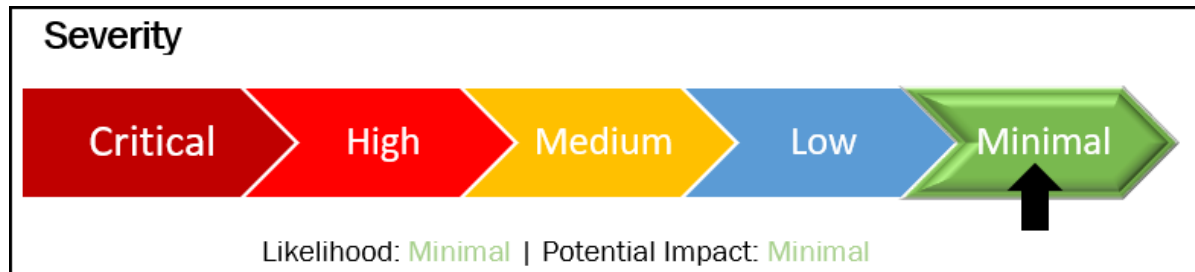 Severity
Critical High Medium Low Minimal
Likelihood: Minimal | Potential Impact: Minimal